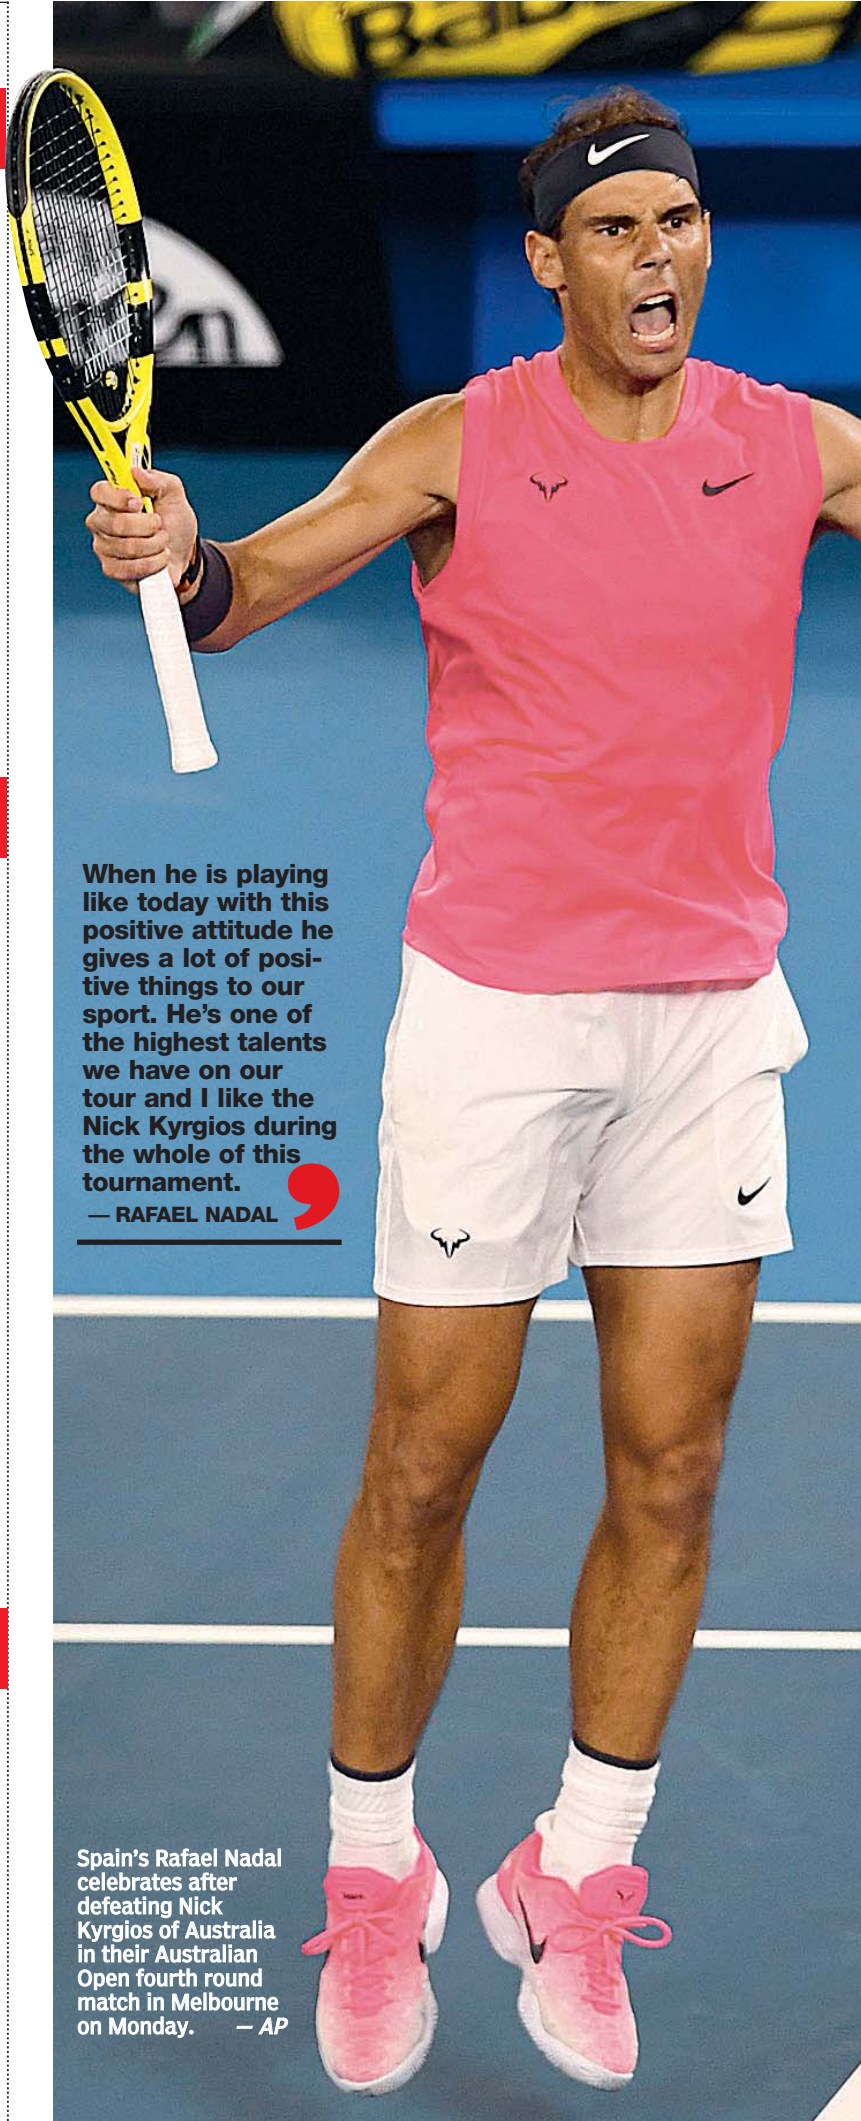 Babo
en
When he is playing
like today with this
positive attitude he
gives a lot of posi-
tive things to our
sport. He’s one of
the highest talents
we have on our
tour and I like the
Nick Kyrgios during
the whole of this
tournament.
— RAFAEL NADAL ’
Spain’s Rafael Nadal
celebrates after
defeating Nick
Kyrgios of Australia
in their Australian
Open fourth round
match in Melbourne
on Monday. — AP